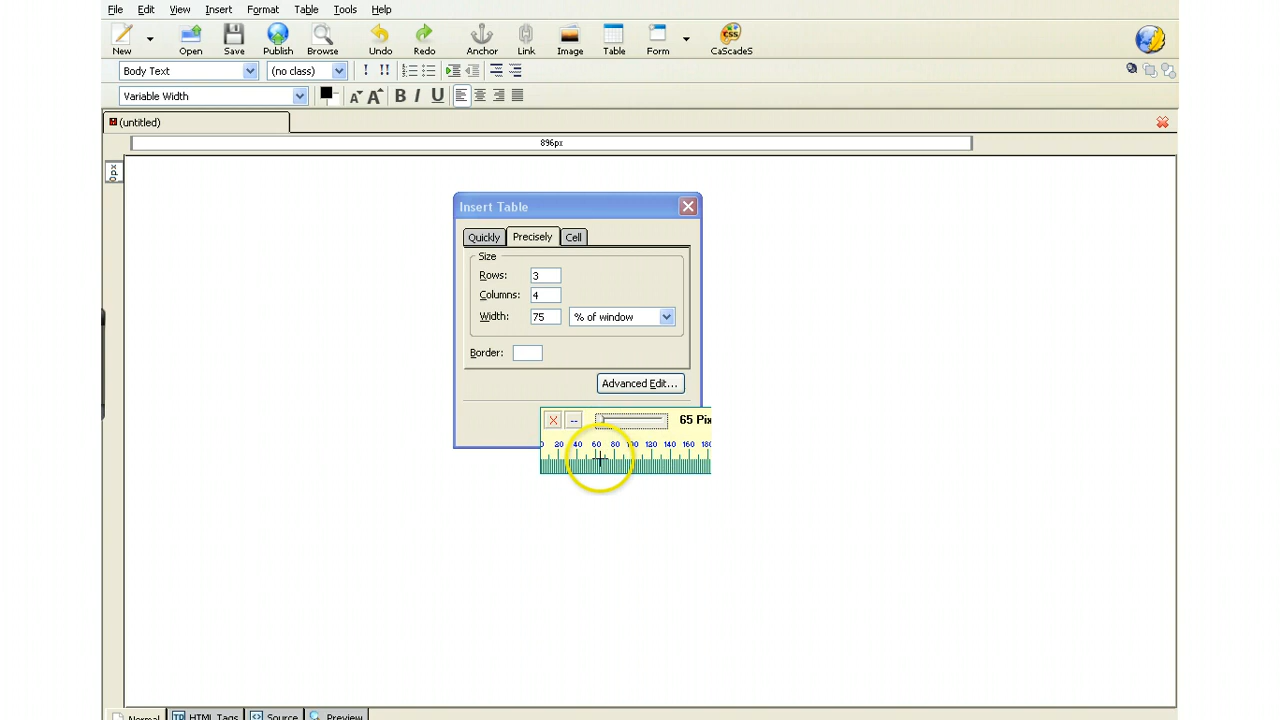 File Edit View Insert Format Table Tools Help
New Open Save Publish Browse Undo Redo Anchor Link Image Table Form CaScadeS
CSS
Body Text (no class) ! !!
Variable Width A A B I U
(untitled)
896px
0px
Insert Table
Quickly Precisely Cell
Size
Rows: 3
Columns: 4
Width: 75 % of window
Border:
Advanced Edit...
X -- 65 Pix
0 20 40 60 80 100 120 140 160 180
Normal HTML Tags Source Preview